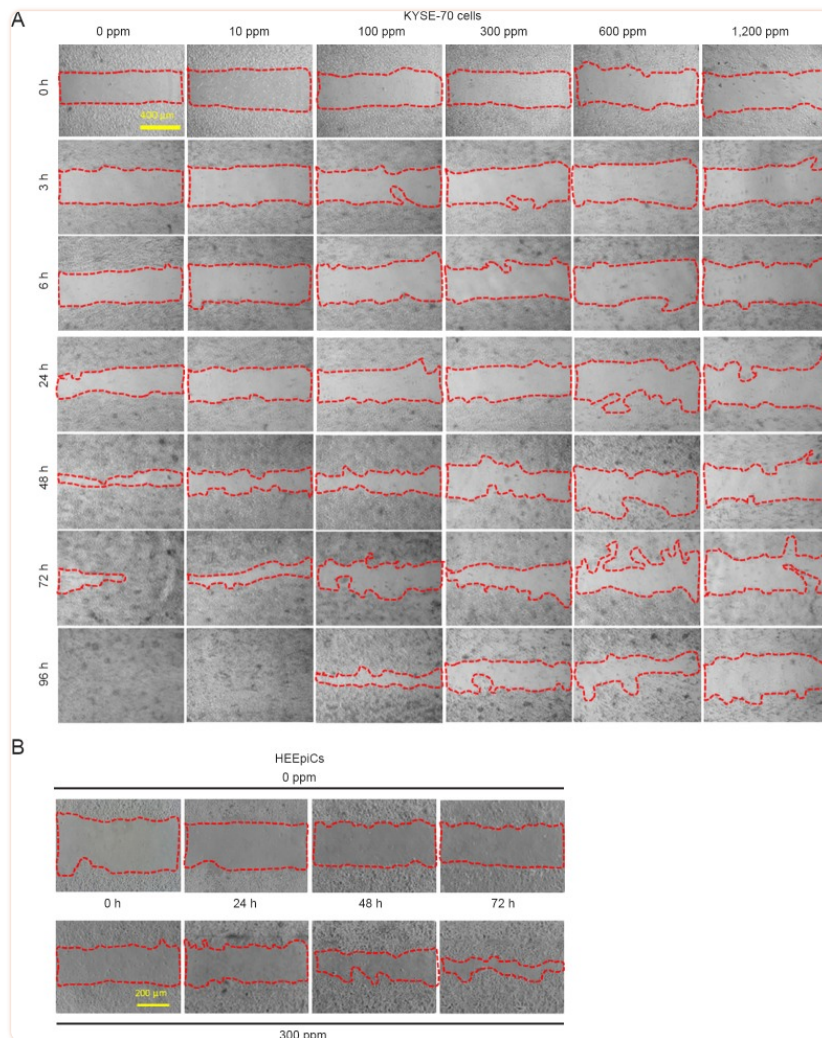 A
KYSE-70 cells
0 ppm 10 ppm 100 ppm 300 ppm 600 ppm 1,200 ppm
0 h
400 μm
3 h
6 h
24 h
48 h
72 h
96 h
B
HEEpiCs
0 ppm
0 h 24 h 48 h 72 h
200 μm
300 ppm